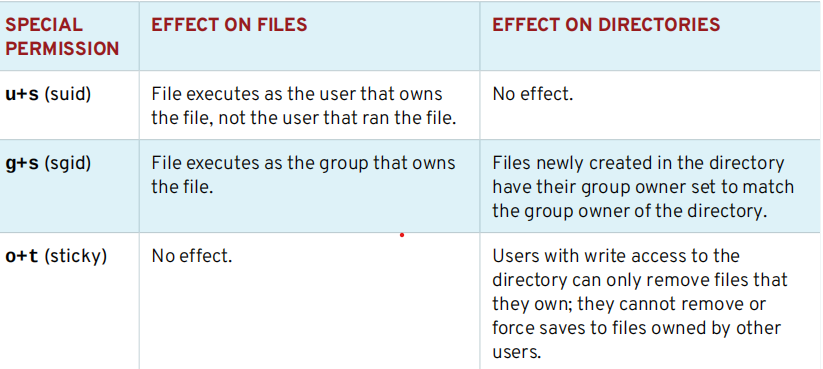 SPECIAL PERMISSION
EFFECT ON FILES
EFFECT ON DIRECTORIES
u+s (suid)
File executes as the user that owns
the file, not the user that ran the file.
No effect.
g+s (sgid)
File executes as the group that owns
the file.
Files newly created in the directory
have their group owner set to match
the group owner of the directory.
o+t (sticky)
No effect.
Users with write access to the
directory can only remove files that
they own; they cannot remove or
force saves to files owned by other
users.